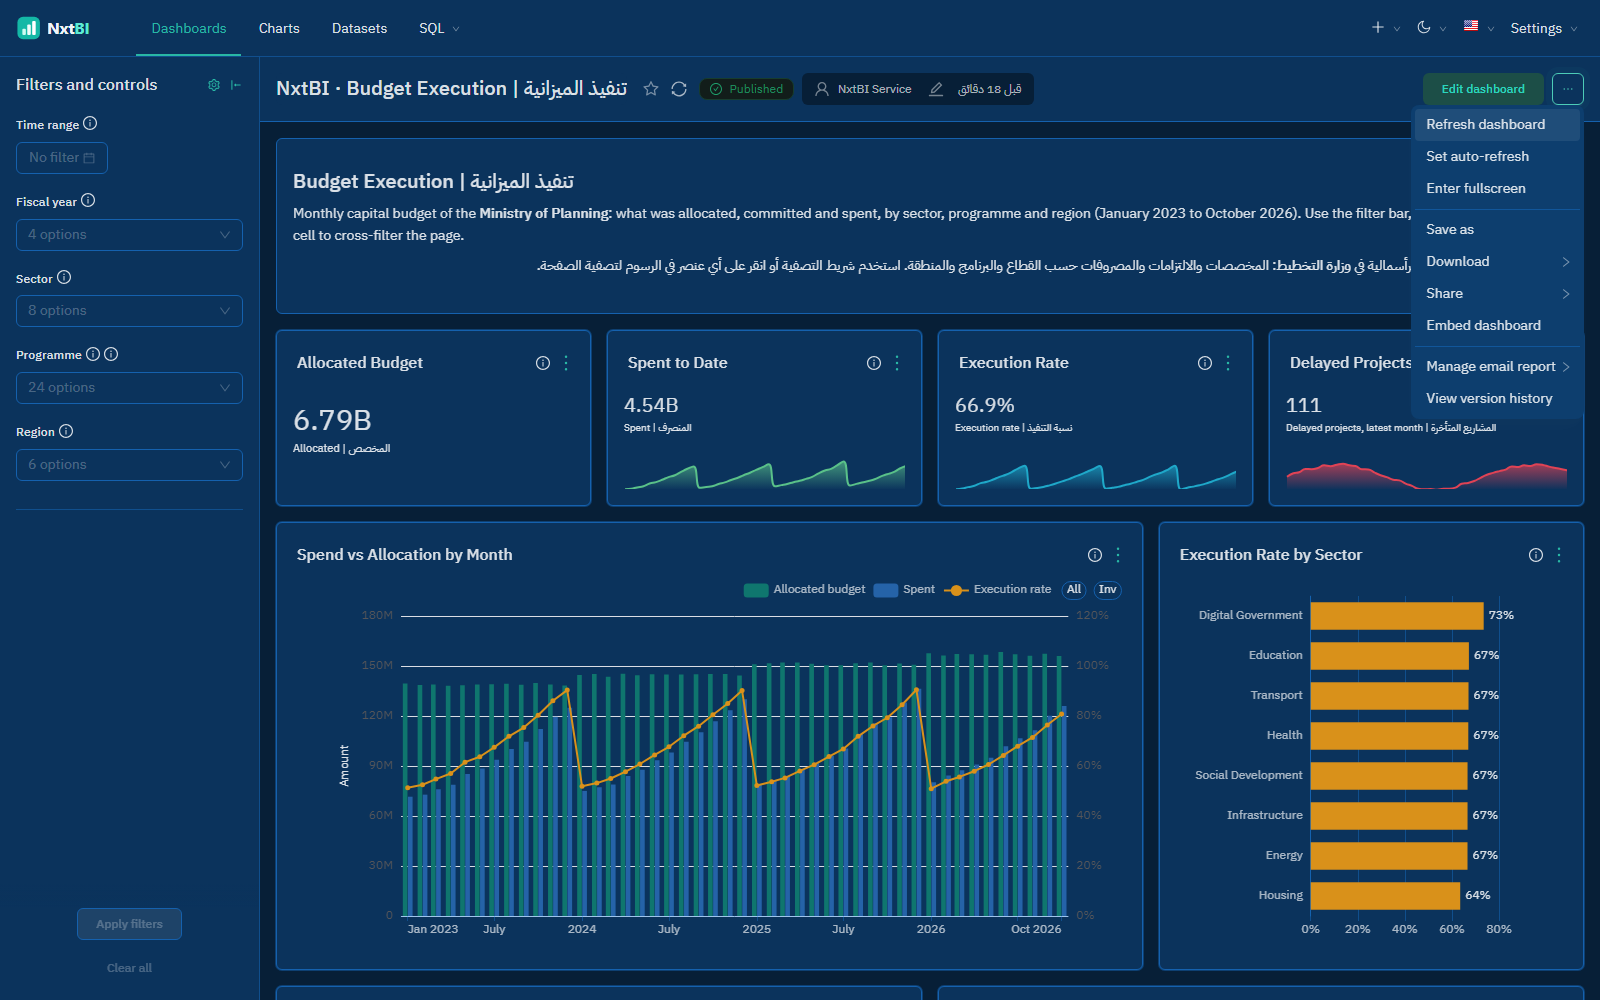 NxtBI
Dashboards
Charts
Datasets
SQL
Settings
Filters and controls
Time range
No filter
Fiscal year
4 options
Sector
8 options
Programme
24 options
Region
6 options
Apply filters
Clear all
NxtBI · Budget Execution | تنفيذ الميزانية
Published
NxtBI Service
قبل 18 دقائق
Edit dashboard
...
Refresh dashboard
Set auto-refresh
Enter fullscreen
Save as
Download
Share
Embed dashboard
Manage email report
View version history
Budget Execution | تنفيذ الميزانية
Monthly capital budget of the Ministry of Planning: what was allocated, committed and spent, by sector, programme and region (January 2023 to October 2026). Use the filter bar,
cell to cross-filter the page.
رأسمالية في وزارة التخطيط: المخصصات والالتزامات والمصروفات حسب القطاع والبرنامج والمنطقة. استخدم شريط التصفية أو انقر على أي عنصر في الرسوم لتصفية الصفحة.
Allocated Budget
6.79B
Allocated | المخصص
Spent to Date
4.54B
Spent | المنصرف
Execution Rate
66.9%
Execution rate | نسبة التنفيذ
Delayed Projects
111
Delayed projects, latest month | المشاريع المتأخرة
Spend vs Allocation by Month
Allocated budget
Spent
Execution rate
All
Inv
180M
150M
120M
90M
60M
30M
0
Amount
120%
100%
80%
60%
40%
20%
0%
Jan 2023
July
2024
July
2025
July
2026
Oct 2026
Execution Rate by Sector
Digital Government 73%
Education 67%
Transport 67%
Health 67%
Social Development 67%
Infrastructure 67%
Energy 67%
Housing 64%
0%
20%
40%
60%
80%